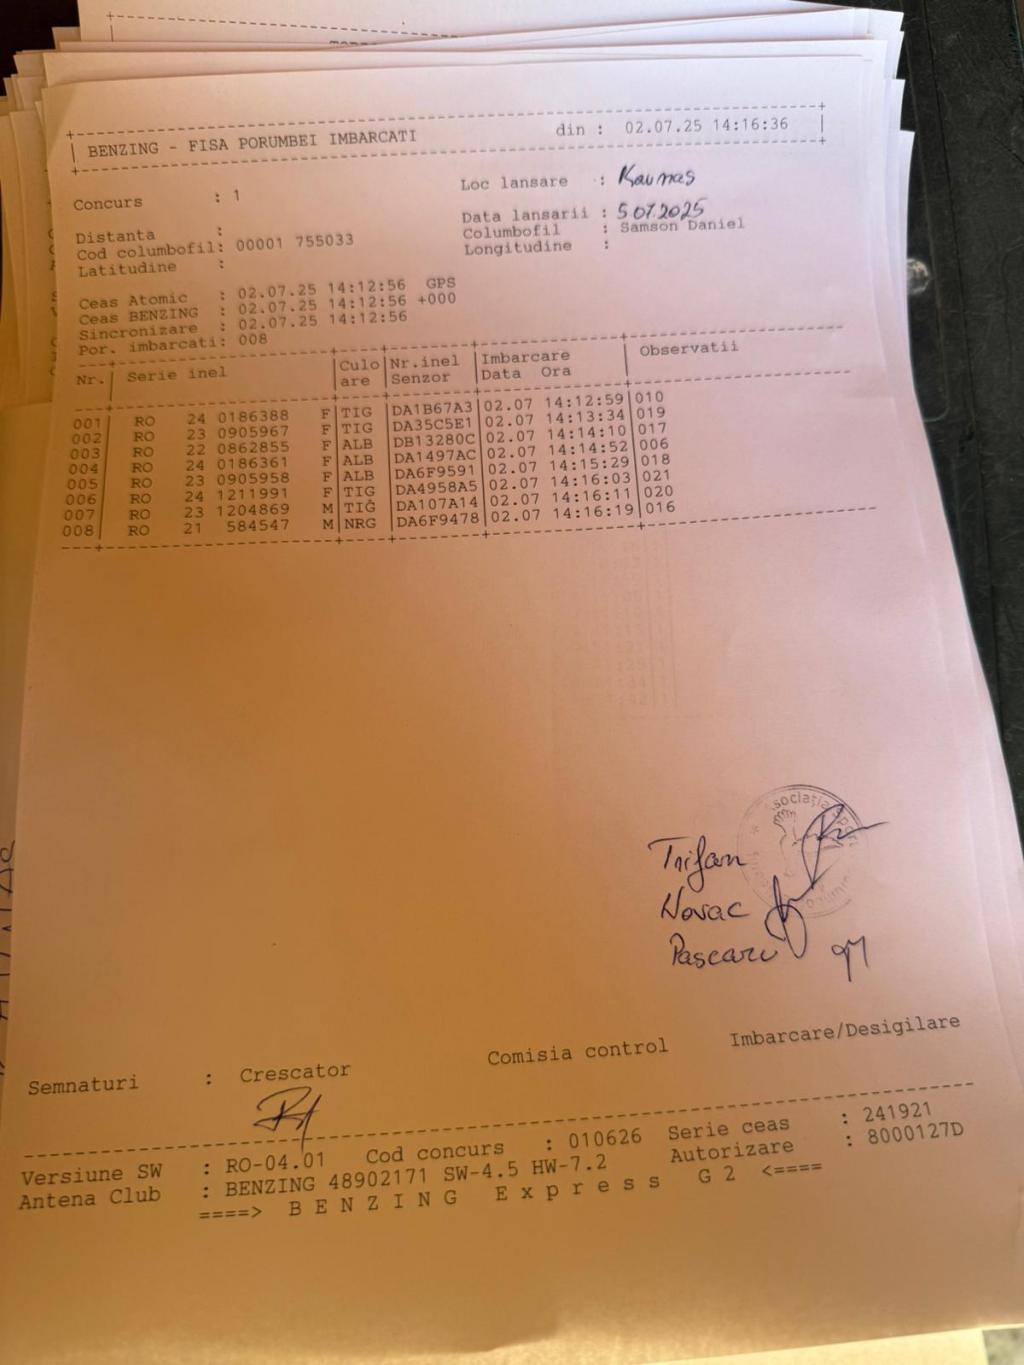 BENZING - FISA PORUMBEI IMBARCATI din : 02.07.25 14:16:36
Concurs : 1 Loc lansare : Kaunas
Distanta : Data lansarii : 5.07.2025
Cod columbofil: 00001 755033 Columbofil : Samson Daniel
Latitudine : Longitudine :
Ceas Atomic : 02.07.25 14:12:56 GPS
Ceas BENZING : 02.07.25 14:12:56 +000
Sincronizare : 02.07.25 14:12:56
Por. imbarcati: 008
Nr. Serie inel |Culo |Nr.inel |Imbarcare | Observatii
are |Senzor |Data Ora
001| RO 24 0186388 F|TIG |DA1B67A3|02.07 14:12:59|010
002| RO 23 0905967 F|TIG |DA35C5E1|02.07 14:13:34|019
003| RO 22 0862855 F|ALB |DB13280C|02.07 14:14:10|017
004| RO 24 0186361 F|ALB |DA1497AC|02.07 14:14:52|006
005| RO 23 0905958 F|ALB |DA6F9591|02.07 14:15:29|018
006| RO 24 1211991 F|TIG |DA4958A5|02.07 14:16:03|021
007| RO 23 1204869 M|TIG |DA107A14|02.07 14:16:11|020
008| RO 21 584547 M|NRG |DA6F9478|02.07 14:16:19|016
Trifan
Novac
Pascaru
Semnaturi : Crescator Comisia control Imbarcare/Desigilare
Versiune SW : RO-04.01 Cod concurs : 010626 Serie ceas : 241921
Antena Club : BENZING 48902171 SW-4.5 HW-7.2 Autorizare : 8000127D
====> B E N Z I N G E x p r e s s G 2 <====